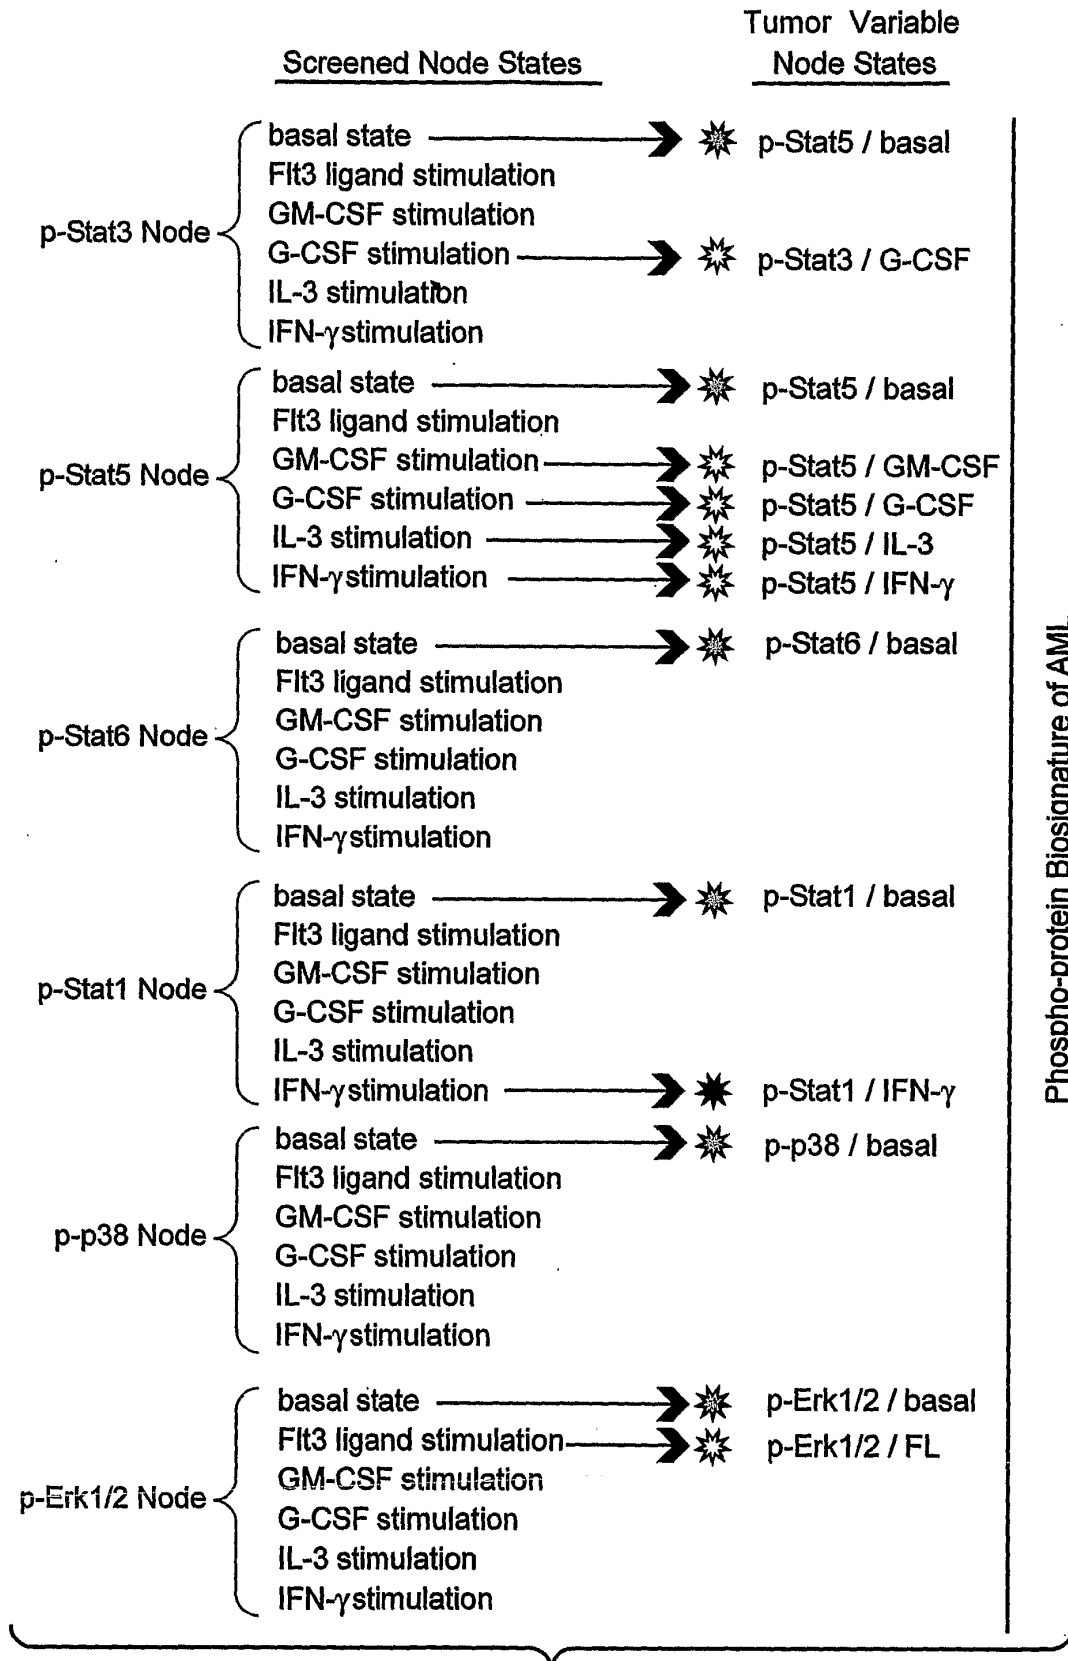 Tumor Variable
Screened Node States
Node States
basal state
p-Stat5 / basal
Flt3 ligand stimulation
GM-CSF stimulation
p-Stat3 Node
G-CSF stimulation
p-Stat3 / G-CSF
IL-3 stimulation
IFN-γ stimulation
basal state
p-Stat5 / basal
Flt3 ligand stimulation
GM-CSF stimulation
p-Stat5 / GM-CSF
p-Stat5 Node
G-CSF stimulation
p-Stat5 / G-CSF
IL-3 stimulation
p-Stat5 / IL-3
IFN-γ stimulation
p-Stat5 / IFN-γ
basal state
p-Stat6 / basal
Flt3 ligand stimulation
GM-CSF stimulation
p-Stat6 Node
G-CSF stimulation
IL-3 stimulation
IFN-γ stimulation
basal state
p-Stat1 / basal
Flt3 ligand stimulation
GM-CSF stimulation
p-Stat1 Node
G-CSF stimulation
IL-3 stimulation
IFN-γ stimulation
p-Stat1 / IFN-γ
basal state
p-p38 / basal
Flt3 ligand stimulation
GM-CSF stimulation
p-p38 Node
G-CSF stimulation
IL-3 stimulation
IFN-γ stimulation
basal state
p-Erk1/2 / basal
Flt3 ligand stimulation
p-Erk1/2 / FL
GM-CSF stimulation
p-Erk1/2 Node
G-CSF stimulation
IL-3 stimulation
IFN-γ stimulation
Phospho-protein Biosignature of AML